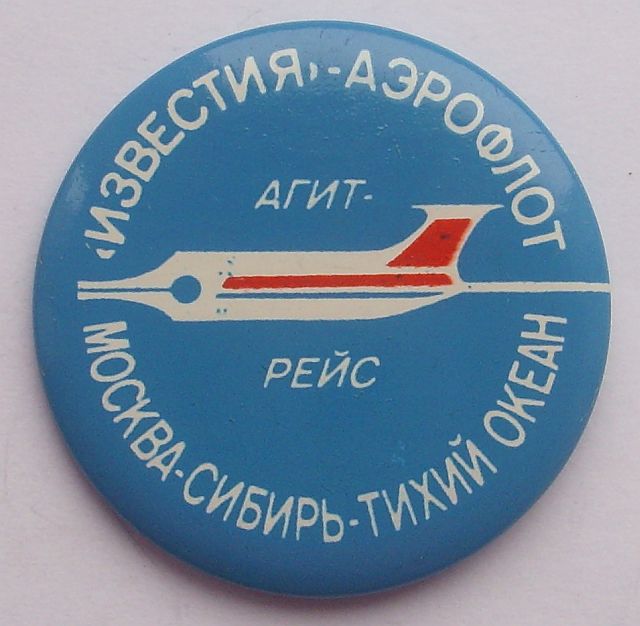 ‹ИЗВЕСТИЯ›-АЭРОФЛОТ
АГИТ-
РЕЙС
МОСКВА-СИБИРЬ-ТИХИЙ ОКЕАН